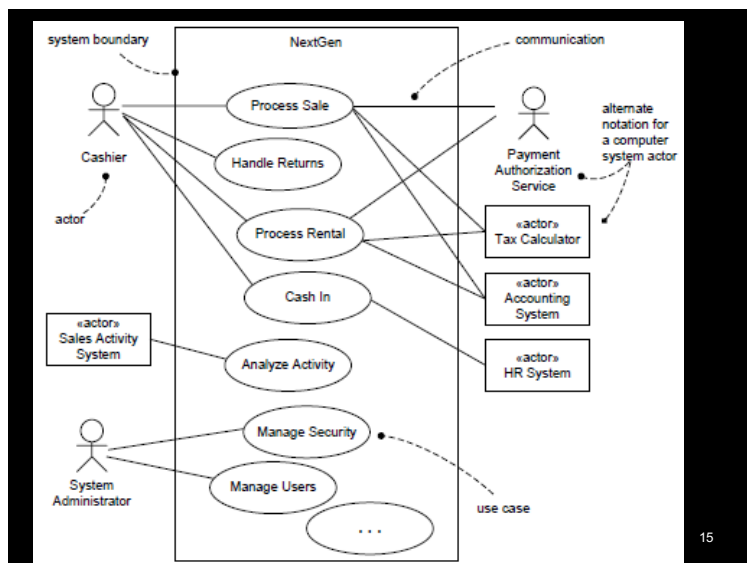 system boundary
NextGen
communication
Process Sale
alternate
notation for
a computer
system actor
Cashier
Handle Returns
Payment
Authorization
Service
actor
Process Rental
«actor»
Tax Calculator
Cash In
«actor»
Accounting
System
«actor»
Sales Activity
System
Analyze Activity
«actor»
HR System
Manage Security
System
Administrator
Manage Users
use case
. . .
15